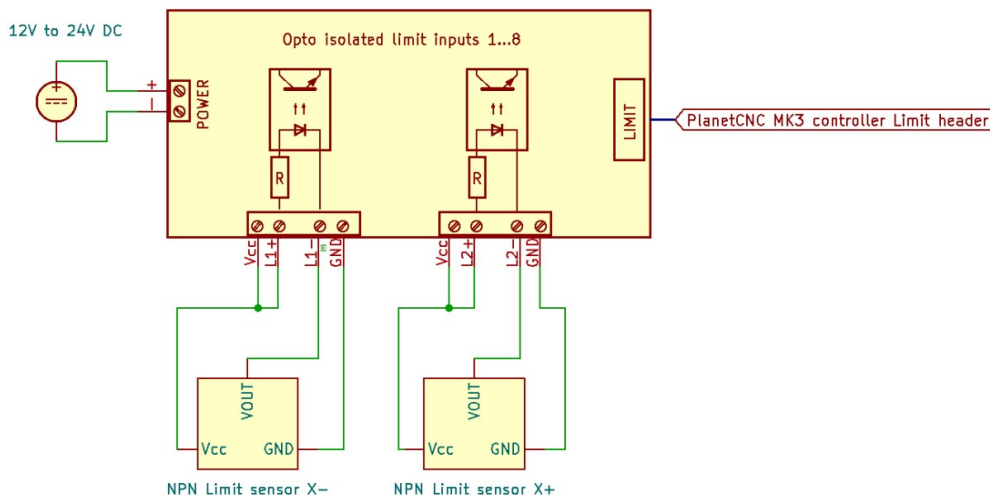 12V to 24V DC
Opto isolated limit inputs 1...8
+
−
POWER
LIMIT
PlanetCNC MK3 controller Limit header
R
R
Vcc
L1+
L1−
GND
Vcc
L2+
L2−
GND
VOUT
Vcc
GND
VOUT
Vcc
GND
NPN Limit sensor X−
NPN Limit sensor X+